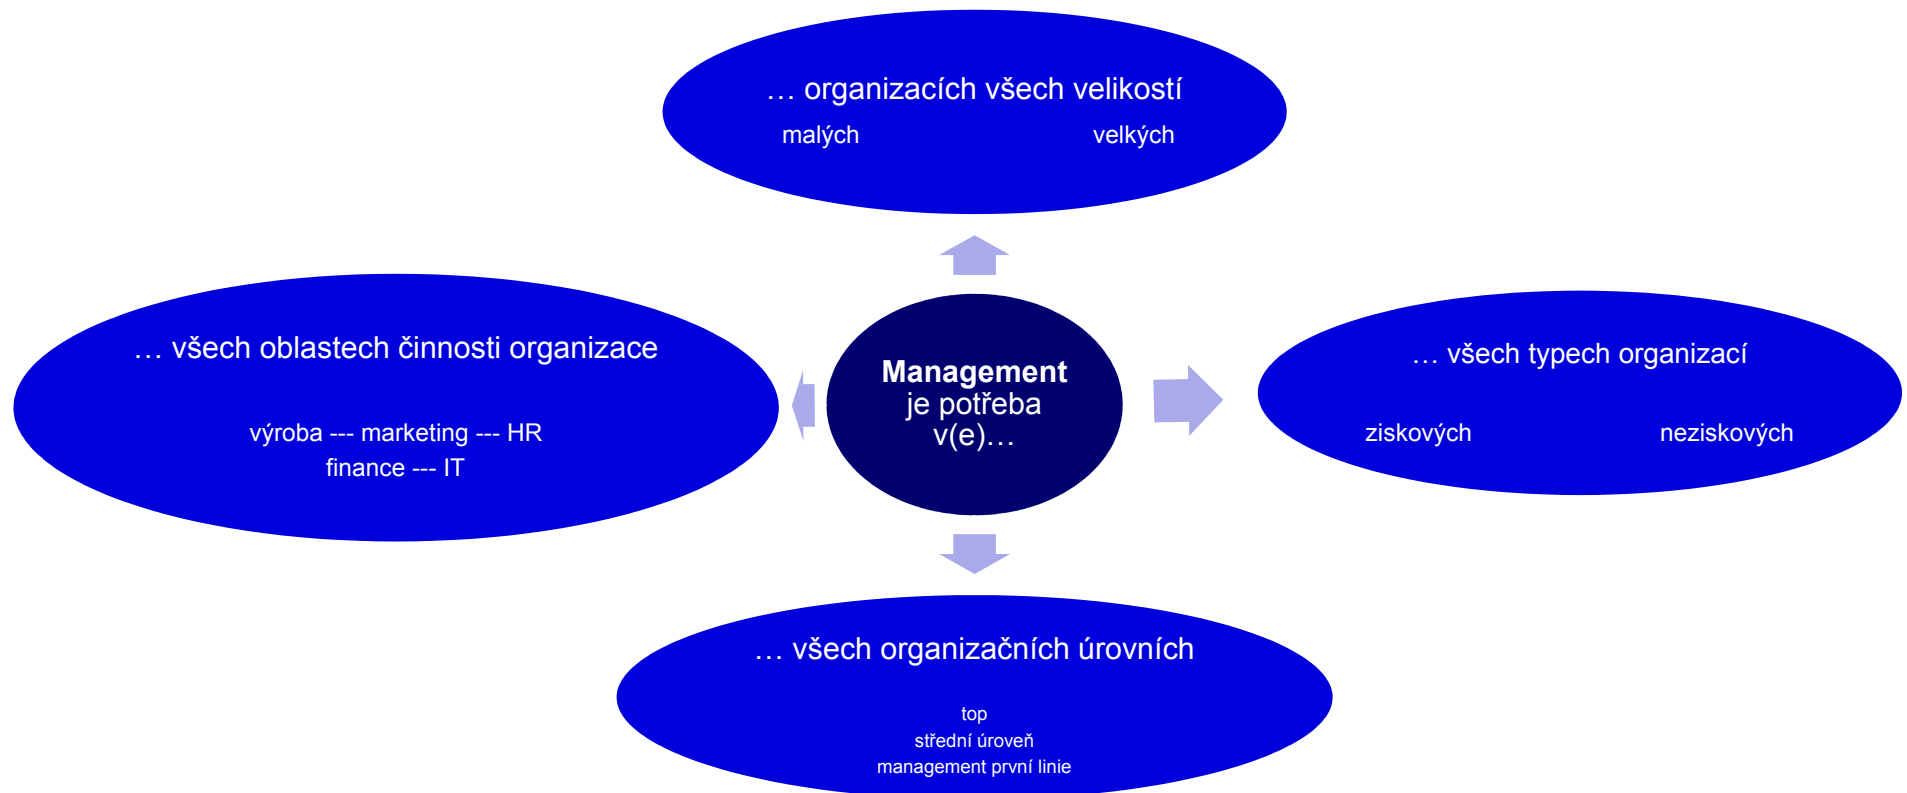 … organizacích všech velikostí
malých velkých
… všech oblastech činnosti organizace
výroba --- marketing --- HR
finance --- IT
Management
je potřeba
v(e)…
… všech typech organizací
ziskových neziskových
… všech organizačních úrovních
top
střední úroveň
management první linie